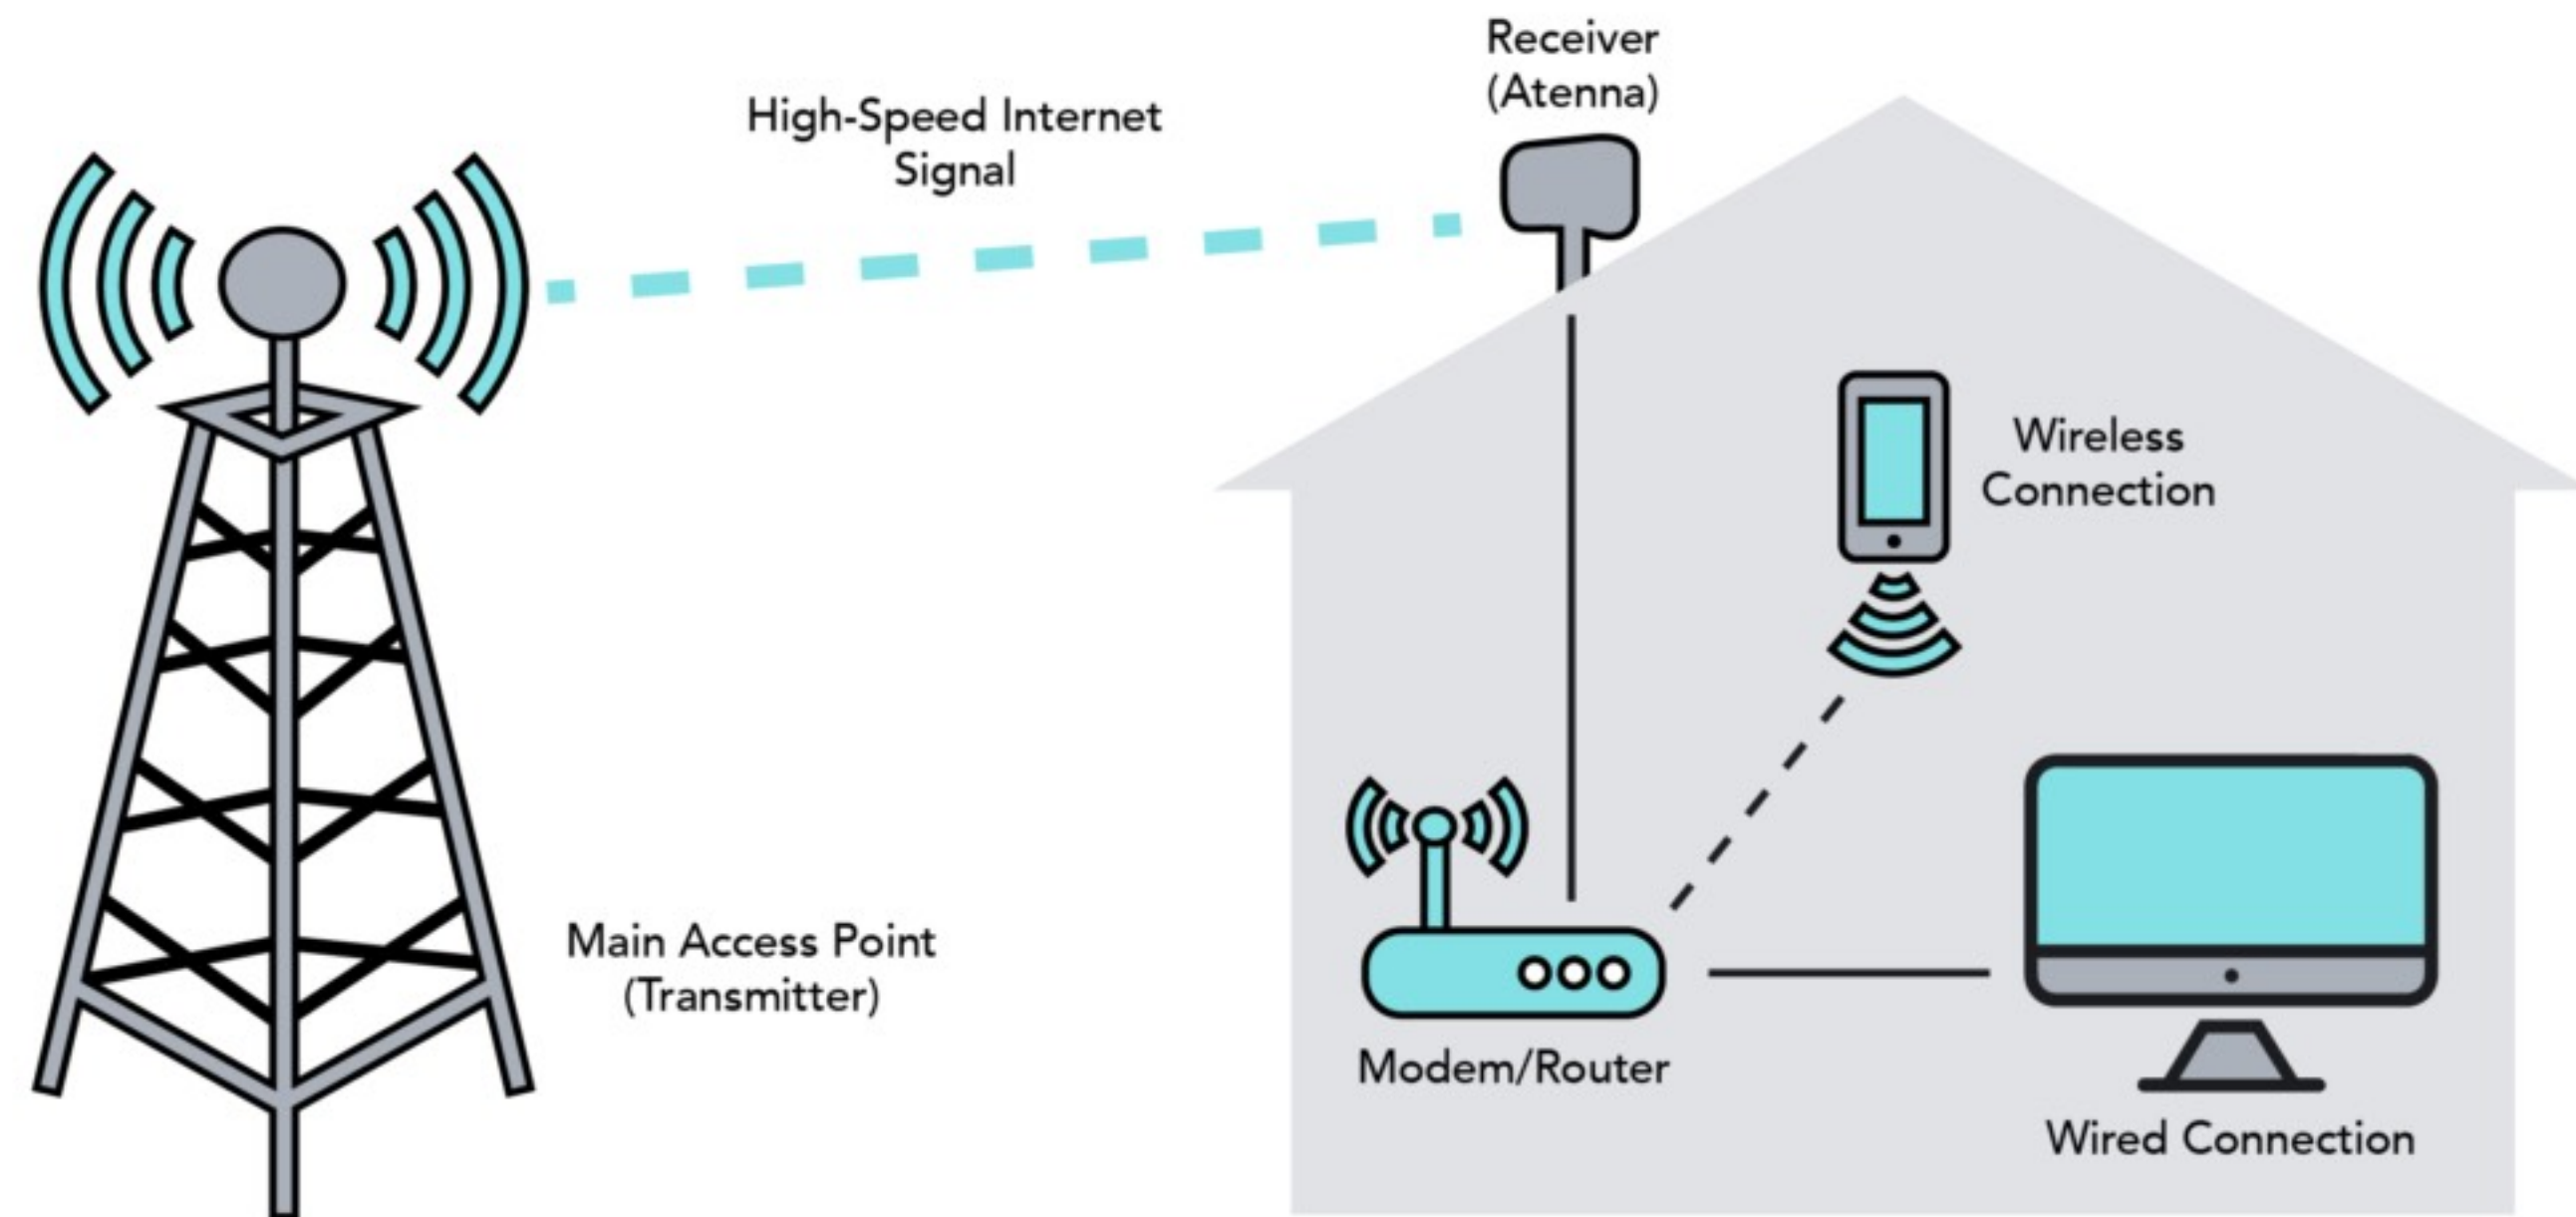 Receiver
(Atenna)
High-Speed Internet
Signal
Wireless
Connection
Main Access Point
(Transmitter)
Modem/Router
Wired Connection